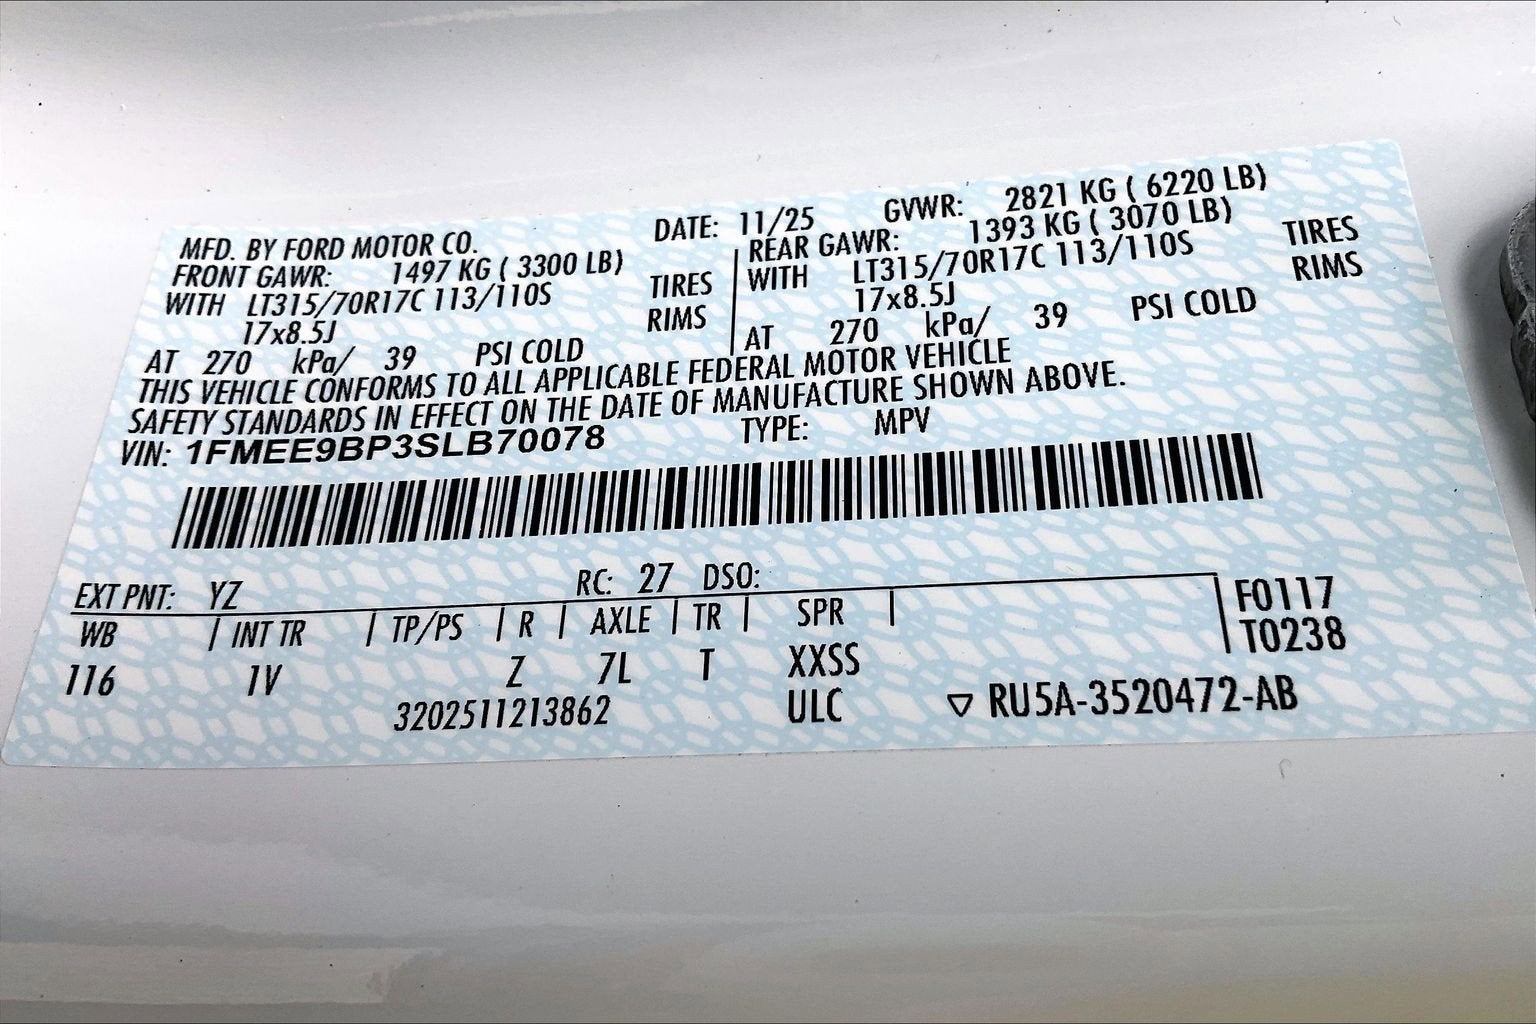 MFD. BY FORD MOTOR CO. DATE: 11/25 GVWR: 2821 KG ( 6220 LB)
FRONT GAWR: 1497 KG ( 3300 LB)
WITH LT315/70R17C 113/110S TIRES
17x8.5J RIMS
AT 270 kPa/ 39 PSI COLD
REAR GAWR: 1393 KG ( 3070 LB)
WITH LT315/70R17C 113/110S TIRES
17x8.5J RIMS
AT 270 kPa/ 39 PSI COLD
THIS VEHICLE CONFORMS TO ALL APPLICABLE FEDERAL MOTOR VEHICLE
SAFETY STANDARDS IN EFFECT ON THE DATE OF MANUFACTURE SHOWN ABOVE.
VIN: 1FMEE9BP3SLB70078 TYPE: MPV
EXT PNT: YZ RC: 27 DSO:
WB INT TR TP/PS R AXLE TR SPR
116 1V Z 7L T XXSS
3202511213862 ULC ▽ RU5A-3520472-AB
F0117
T0238